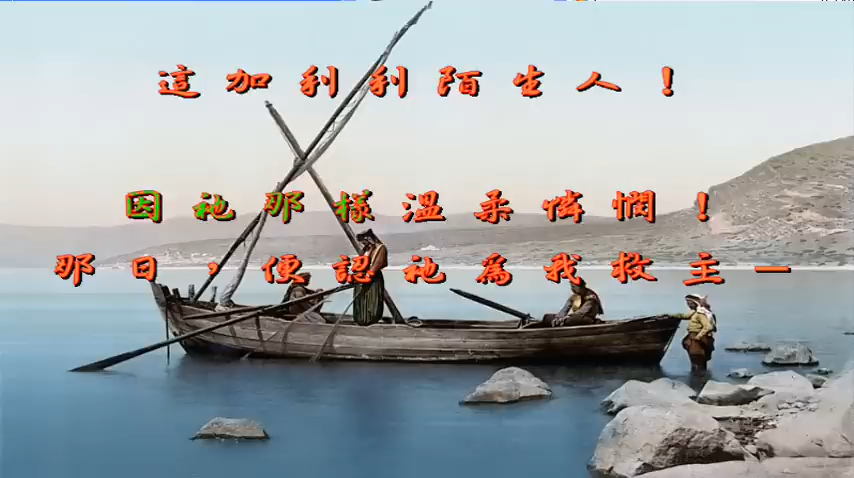 這加利利陌生人！
因祂那樣溫柔憐憫！
那日，便認祂為我救主－